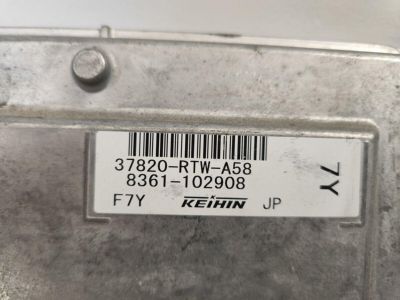 37820-RTW-A58
8361-102908
F7Y KEIHIN JP
7Y